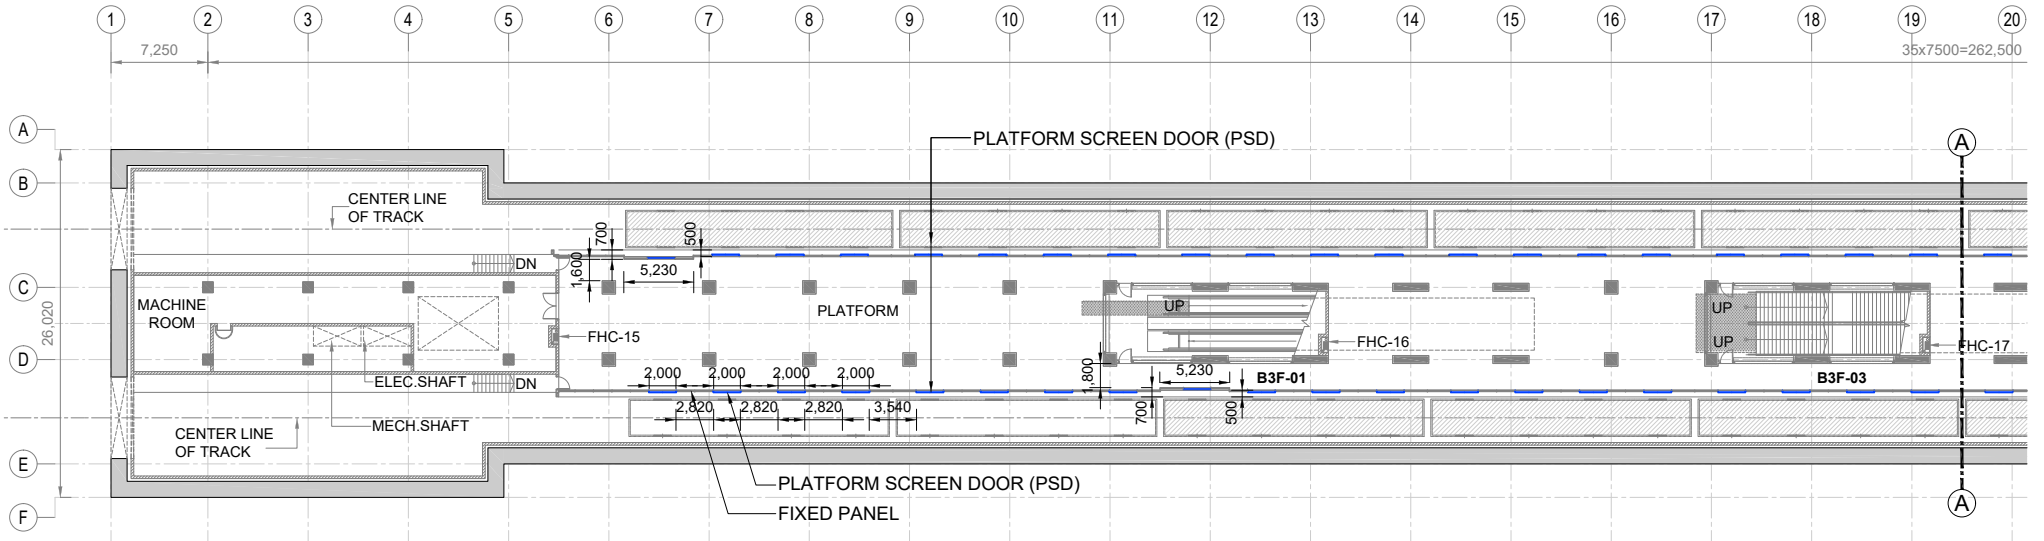 1 2 3 4 5 6 7 8 9 10 11 12 13 14 15 16 17 18 19 20
7,250
35x7500=262,500
A
PLATFORM SCREEN DOOR (PSD)
A
B
CENTER LINE
OF TRACK
700
500
1,600
5,230
DN
C
MACHINE
ROOM
PLATFORM
UP
UP
UP
26,020
FHC-15
FHC-16
FHC-17
D
ELEC.SHAFT
DN
2,000 2,000 2,000 2,000
1,800
5,230
B3F-01
B3F-03
2,820 2,820 2,820 3,540
700
500
MECH.SHAFT
CENTER LINE
OF TRACK
E
PLATFORM SCREEN DOOR (PSD)
FIXED PANEL
A
F